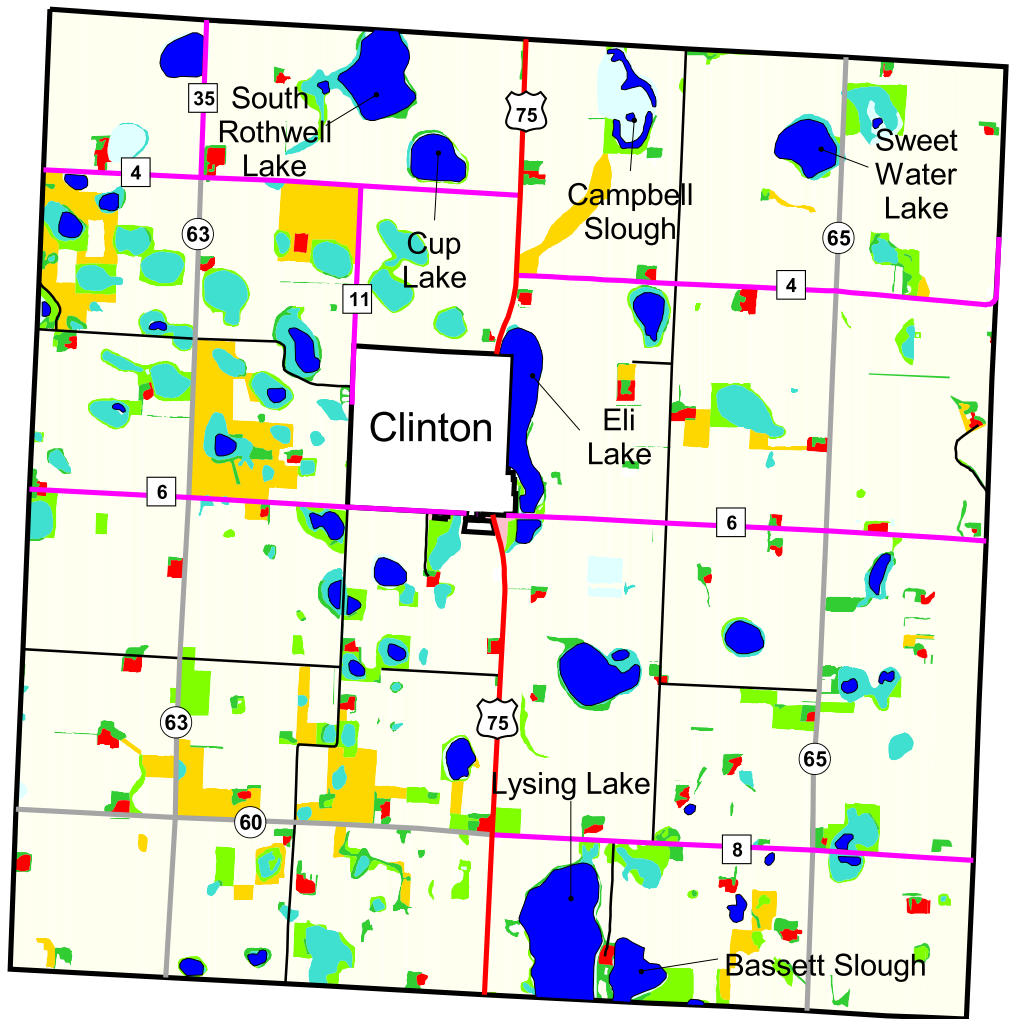 35
South
Rothwell
Lake
75
Sweet
Water
Lake
4
Campbell
Slough
63
65
Cup
Lake
11
4
Clinton
Eli
Lake
6
6
63
75
65
Lysing Lake
60
8
Bassett Slough